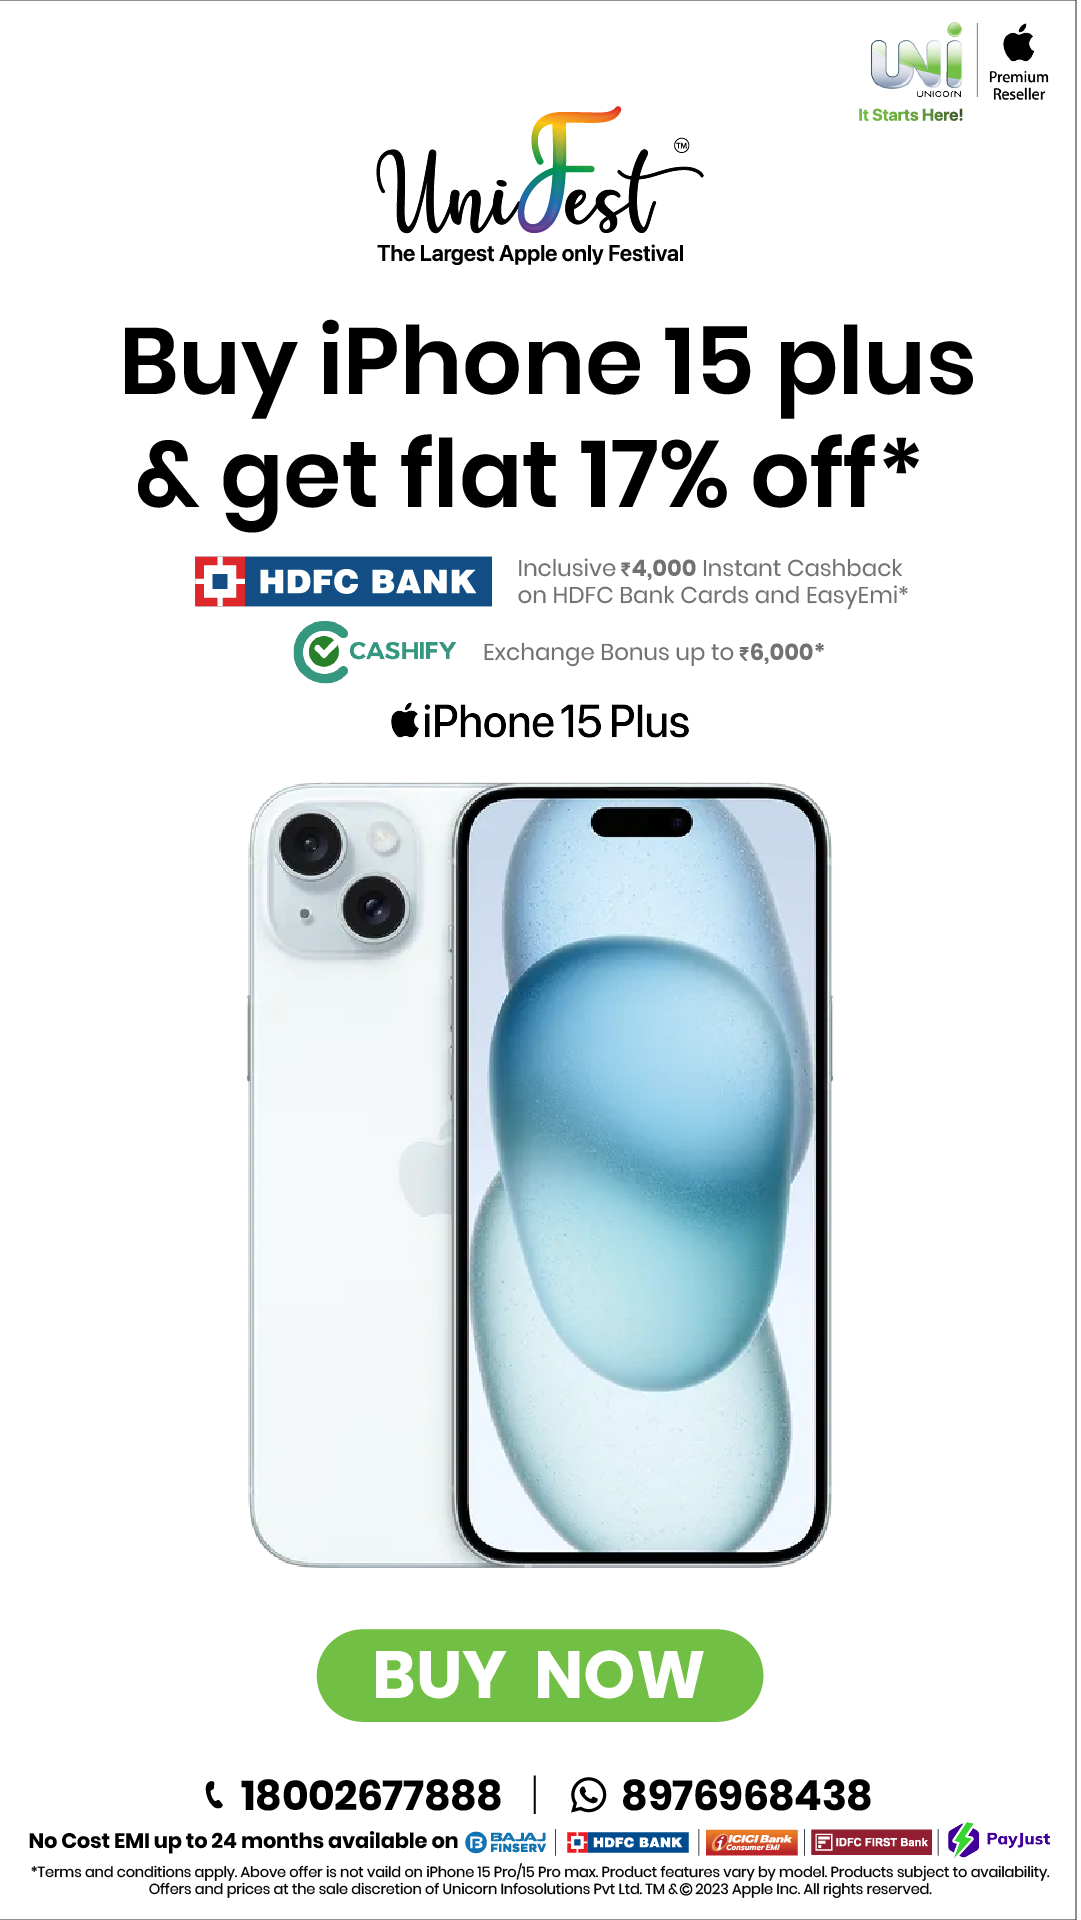 UNi
UNICORN
It Starts Here!
Premium
Reseller
UniFest
TM
The Largest Apple only Festival
Buy iPhone 15 plus
& get flat 17% off*
HDFC BANK
Inclusive ₹4,000 Instant Cashback
on HDFC Bank Cards and EasyEmi*
CASHIFY
Exchange Bonus up to ₹6,000*
iPhone 15 Plus
BUY NOW
18002677888 | 8976968438
No Cost EMI up to 24 months available on B BAJAJ FINSERV | HDFC BANK | ICICI Bank Consumer EMI | IDFC FIRST Bank | PayJust
*Terms and conditions apply. Above offer is not vaild on iPhone 15 Pro/15 Pro max. Product features vary by model. Products subject to availability.
Offers and prices at the sale discretion of Unicorn Infosolutions Pvt Ltd. TM & © 2023 Apple Inc. All rights reserved.